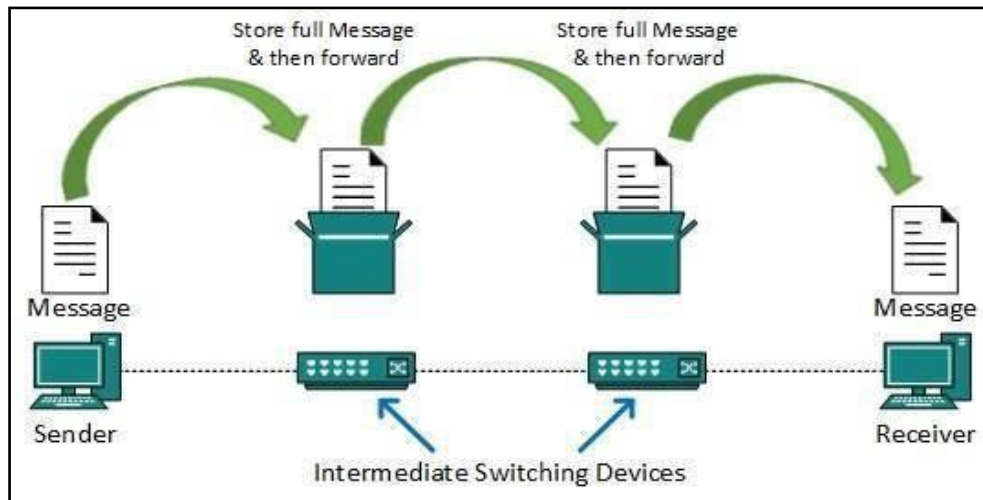 Store full Message
& then forward
Store full Message
& then forward
Message
Message
Sender
Receiver
Intermediate Switching Devices